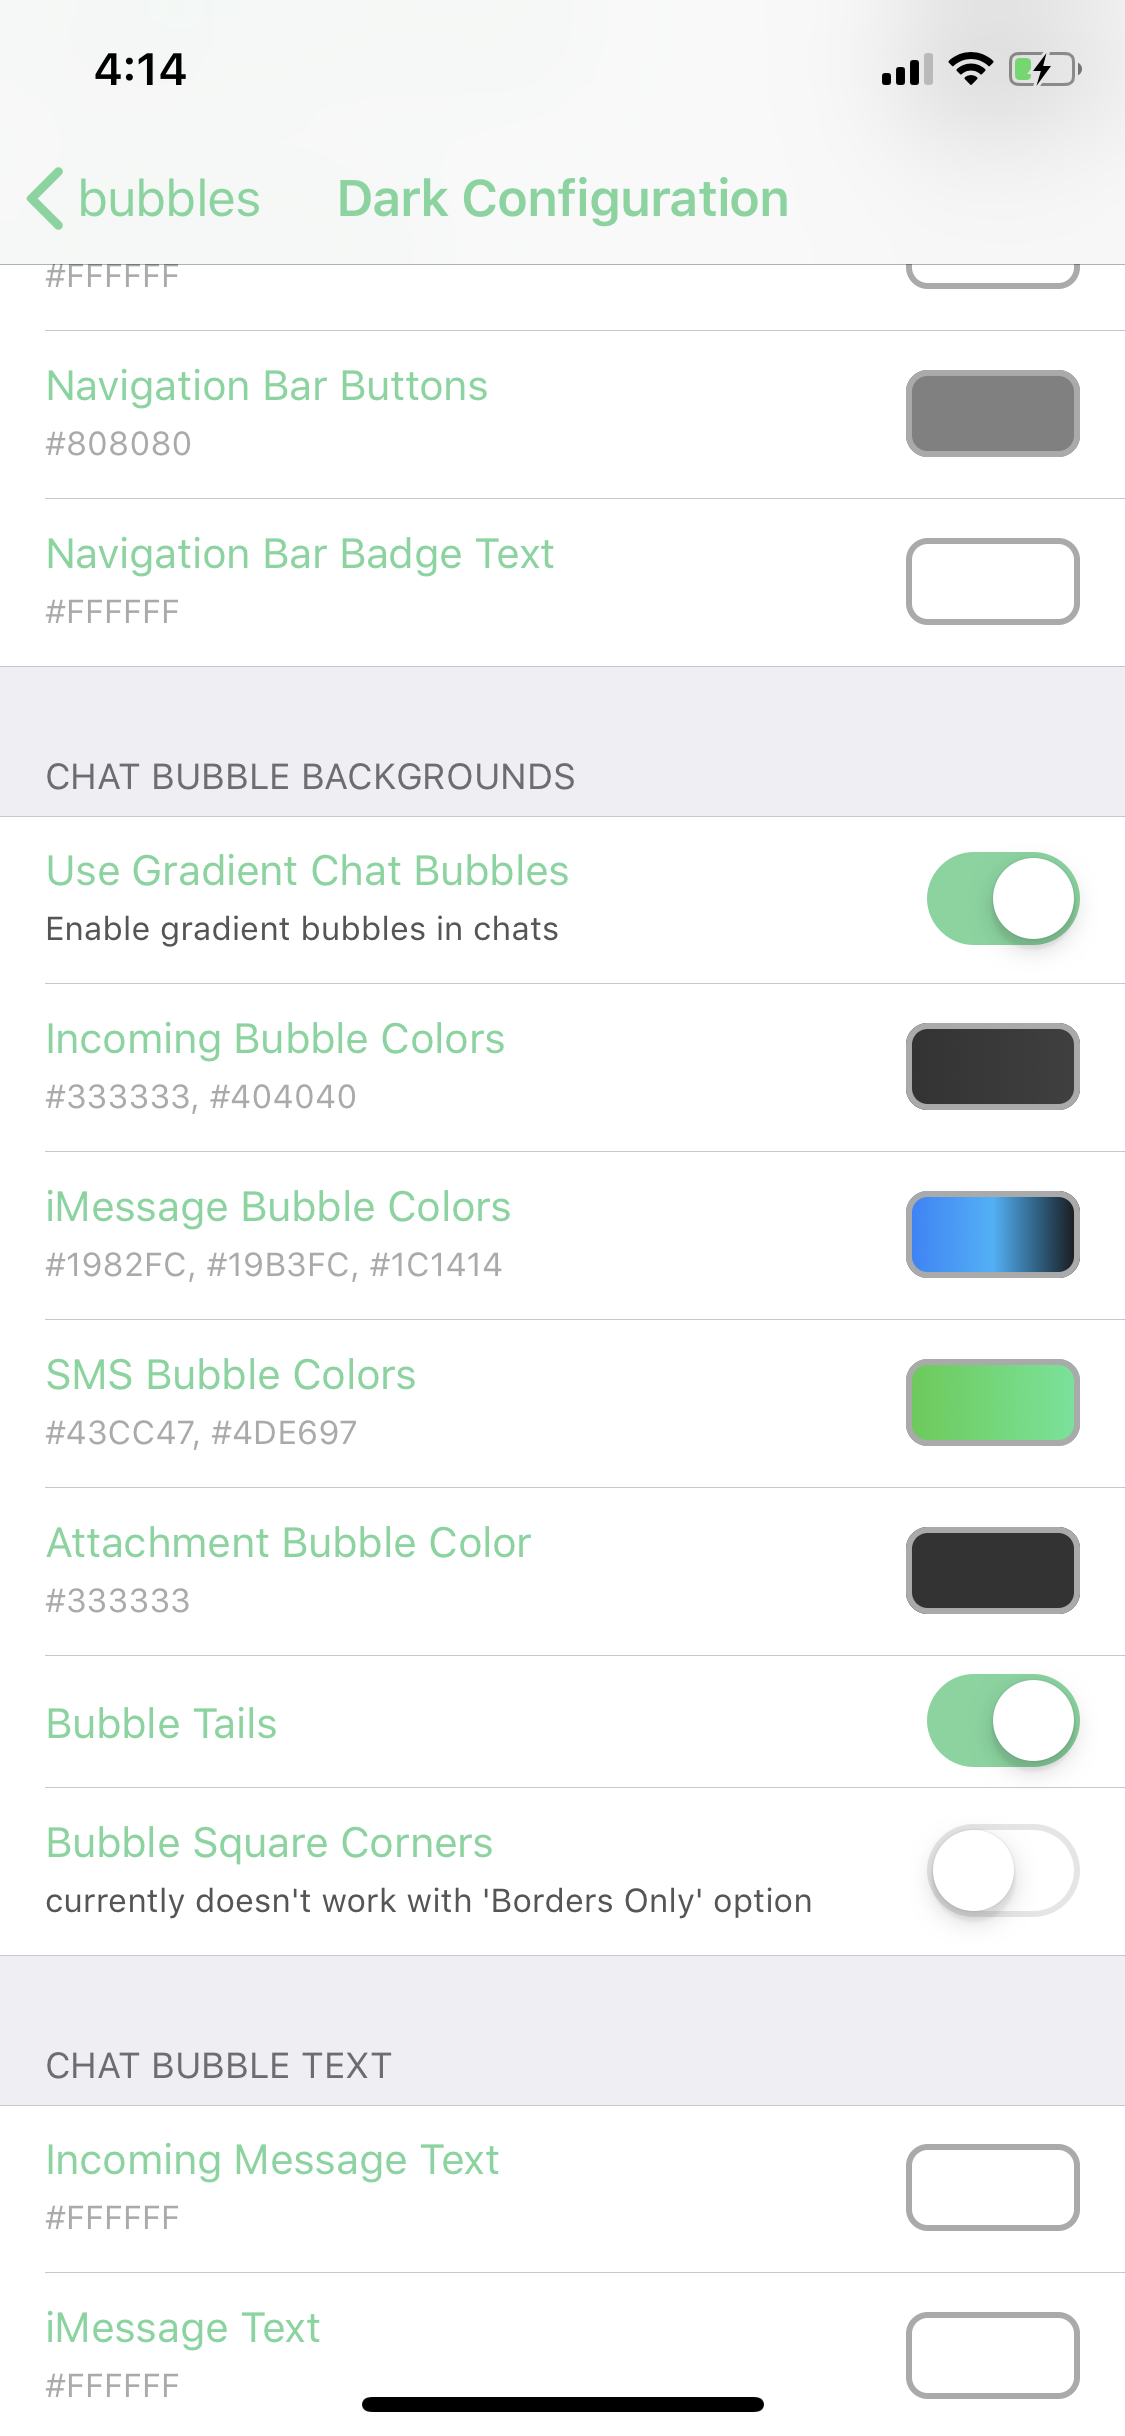 4:14
bubbles
Dark Configuration
#FFFFFF
Navigation Bar Buttons
#808080
Navigation Bar Badge Text
#FFFFFF
CHAT BUBBLE BACKGROUNDS
Use Gradient Chat Bubbles
Enable gradient bubbles in chats
Incoming Bubble Colors
#333333, #404040
iMessage Bubble Colors
#1982FC, #19B3FC, #1C1414
SMS Bubble Colors
#43CC47, #4DE697
Attachment Bubble Color
#333333
Bubble Tails
Bubble Square Corners
currently doesn't work with 'Borders Only' option
CHAT BUBBLE TEXT
Incoming Message Text
#FFFFFF
iMessage Text
#FFFFFF